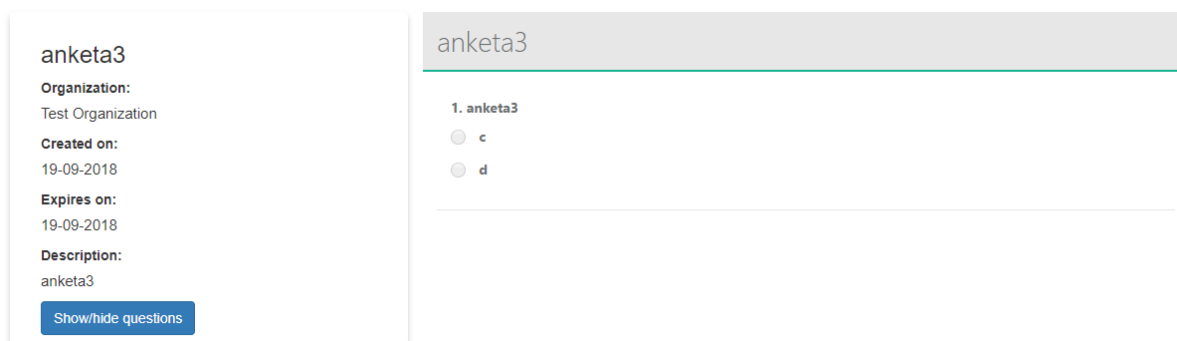 anketa3
Organization:
Test Organization
Created on:
19-09-2018
Expires on:
19-09-2018
Description:
anketa3
Show/hide questions
anketa3
1. anketa3
c
d